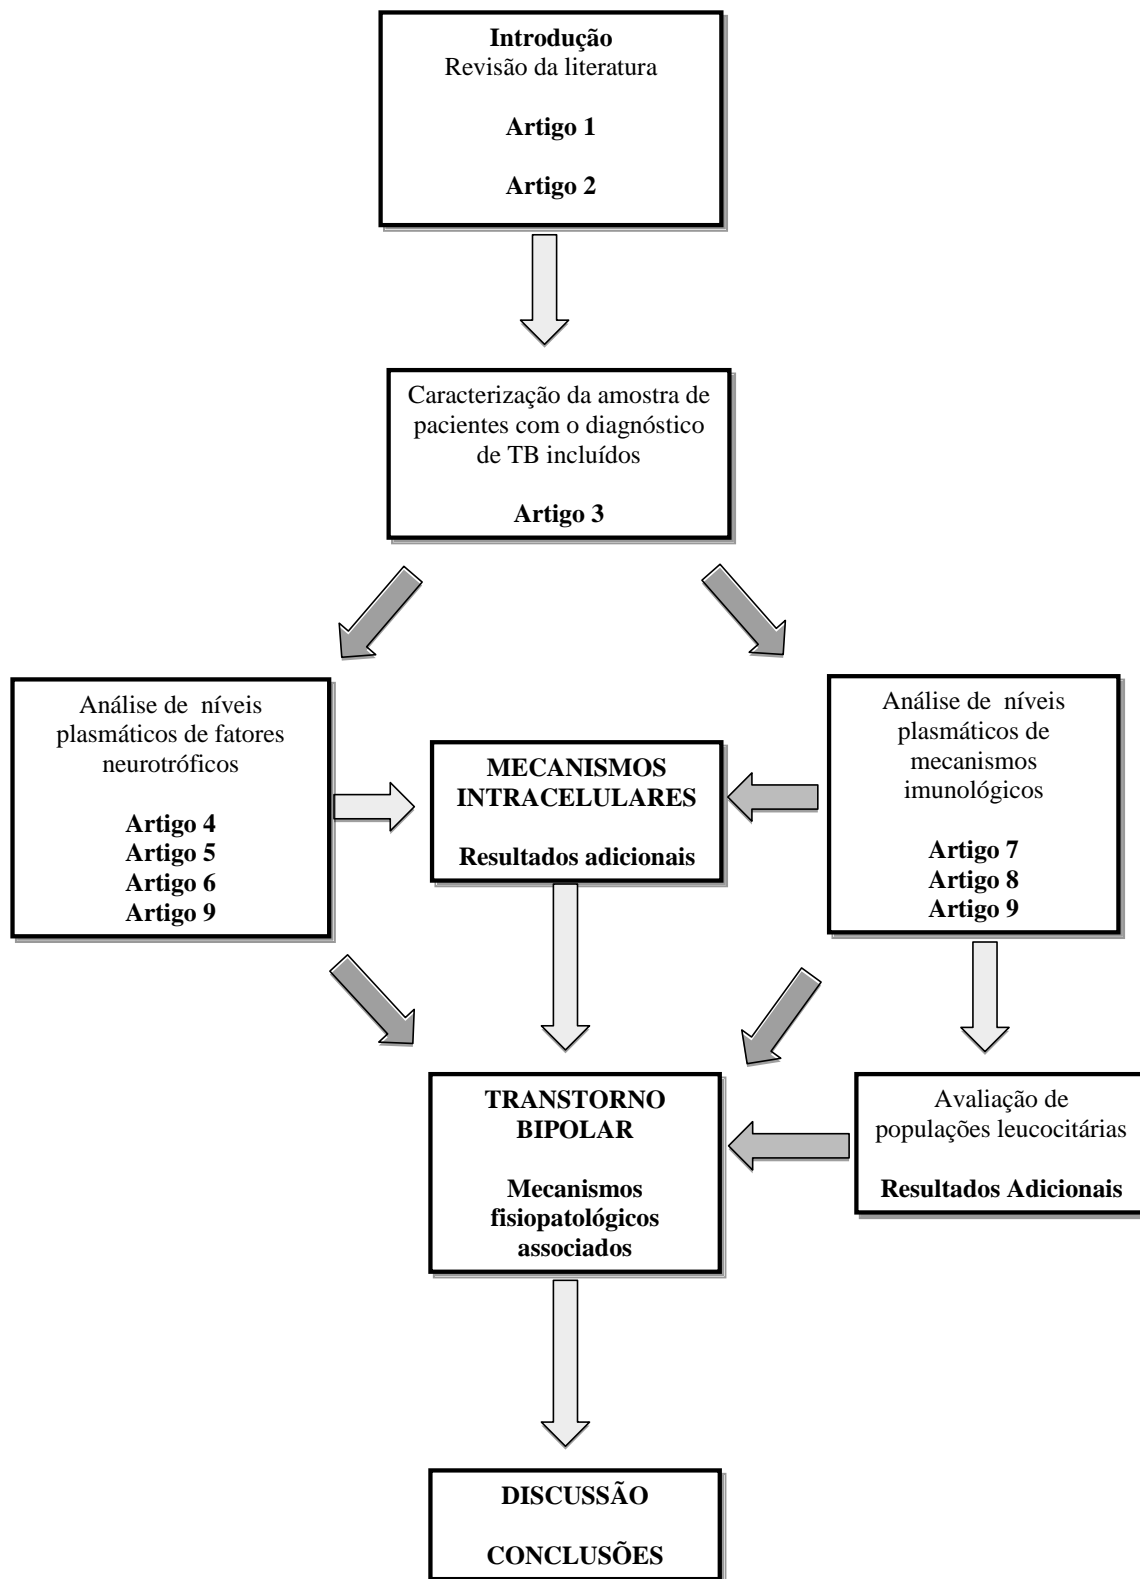 Introdução
Revisão da literatura
Artigo 1
Artigo 2
Caracterização da amostra de
pacientes com o diagnóstico
de TB incluídos
Artigo 3
Análise de níveis
plasmáticos de fatores
neurotróficos
Artigo 4
Artigo 5
Artigo 6
Artigo 9
MECANISMOS
INTRACELULARES
Resultados adicionais
Análise de níveis
plasmáticos de
mecanismos
imunológicos
Artigo 7
Artigo 8
Artigo 9
TRANSTORNO
BIPOLAR
Mecanismos
fisiopatológicos
associados
Avaliação de
populações leucocitárias
Resultados Adicionais
DISCUSSÃO
CONCLUSÕES